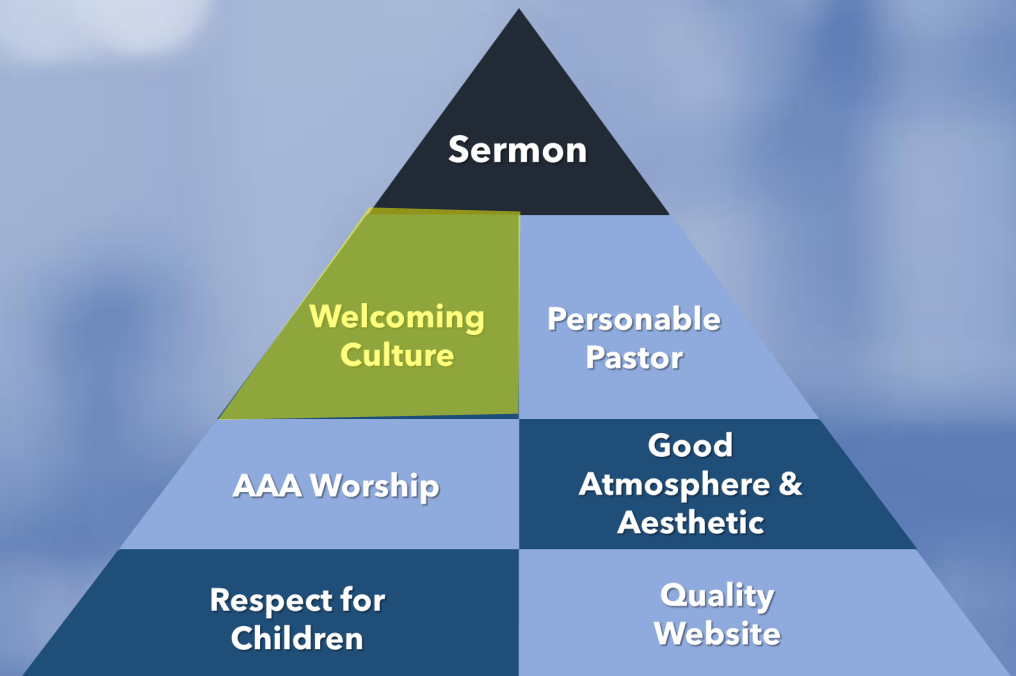 Sermon
Welcoming
Culture
Personable
Pastor
AAA Worship
Good
Atmosphere &
Aesthetic
Respect for
Children
Quality
Website